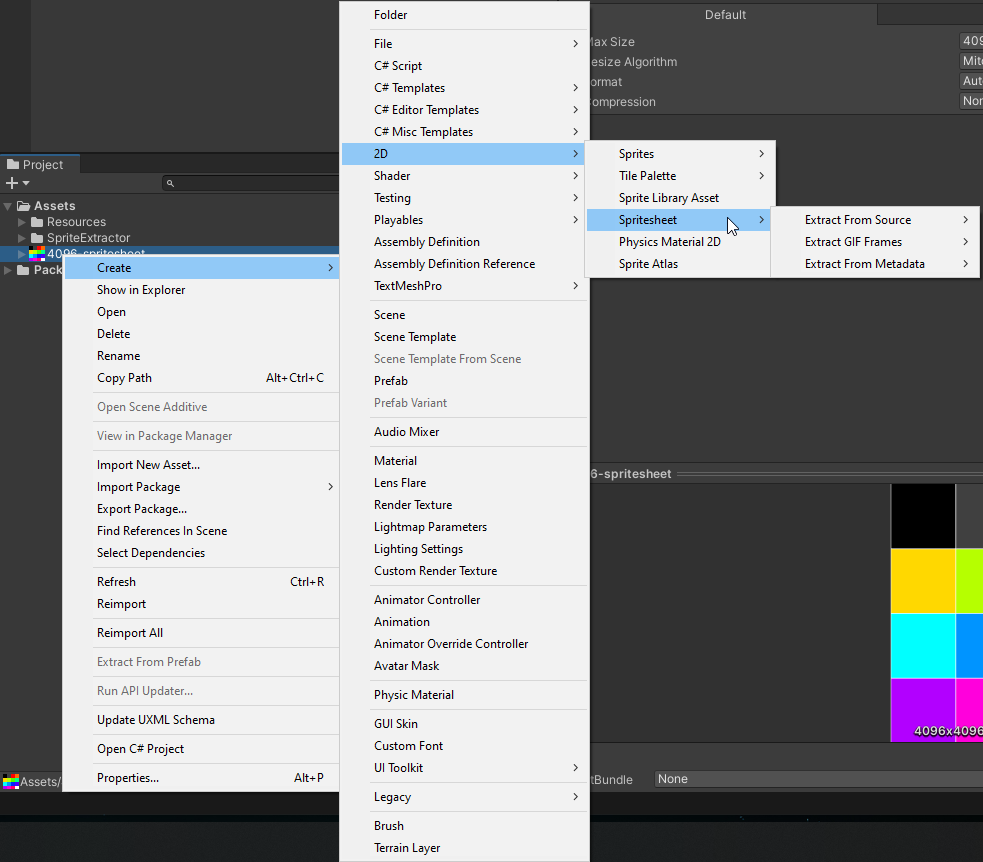 Project
Assets
Resources
SpriteExtractor
4096-spritesheet
Create
Show in Explorer
Open
Delete
Rename
Copy Path Alt+Ctrl+C
Open Scene Additive
View in Package Manager
Import New Asset...
Import Package
Export Package...
Find References In Scene
Select Dependencies
Refresh Ctrl+R
Reimport
Reimport All
Extract From Prefab
Run API Updater...
Update UXML Schema
Open C# Project
Properties... Alt+P
Assets/
Folder
File
C# Script
C# Templates
C# Editor Templates
C# Misc Templates
2D
Shader
Testing
Playables
Assembly Definition
Assembly Definition Reference
TextMeshPro
Scene
Scene Template
Scene Template From Scene
Prefab
Prefab Variant
Audio Mixer
Material
Lens Flare
Render Texture
Lightmap Parameters
Lighting Settings
Custom Render Texture
Animator Controller
Animation
Animator Override Controller
Avatar Mask
Physic Material
GUI Skin
Custom Font
UI Toolkit
Legacy
Brush
Terrain Layer
Sprites
Tile Palette
Sprite Library Asset
Spritesheet
Physics Material 2D
Sprite Atlas
Extract From Source
Extract GIF Frames
Extract From Metadata
Default
Max Size
esize Algorithm
ormat
ompression
6-spritesheet
4096x4096
tBundle None